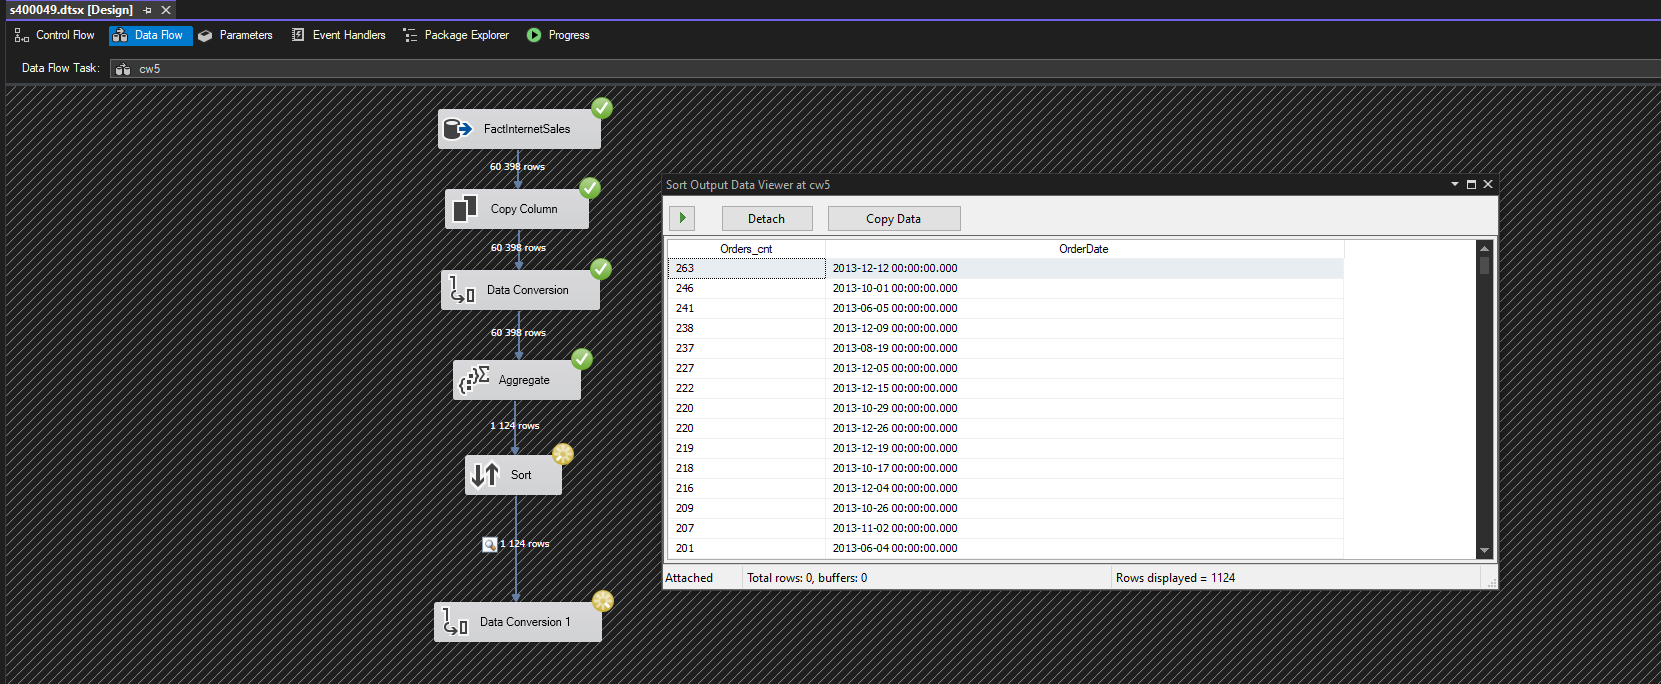 s400049.dtsx [Design]
Control Flow Data Flow Parameters Event Handlers Package Explorer Progress
Data Flow Task: cw5
FactInternetSales
60 398 rows
Copy Column
60 398 rows
Data Conversion
60 398 rows
Aggregate
1 124 rows
Sort
1 124 rows
Data Conversion 1
Sort Output Data Viewer at cw5
Detach Copy Data
Orders_cnt OrderDate
263 2013-12-12 00:00:00.000
246 2013-10-01 00:00:00.000
241 2013-06-05 00:00:00.000
238 2013-12-09 00:00:00.000
237 2013-08-19 00:00:00.000
227 2013-12-05 00:00:00.000
222 2013-12-15 00:00:00.000
220 2013-10-29 00:00:00.000
220 2013-12-26 00:00:00.000
219 2013-12-19 00:00:00.000
218 2013-10-17 00:00:00.000
216 2013-12-04 00:00:00.000
209 2013-10-26 00:00:00.000
207 2013-11-02 00:00:00.000
201 2013-06-04 00:00:00.000
Attached Total rows: 0, buffers: 0 Rows displayed = 1124